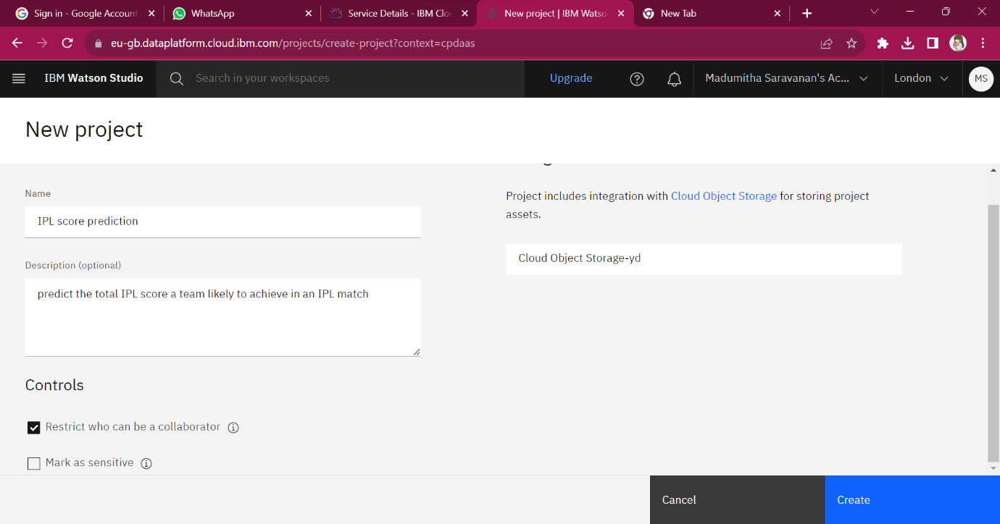 Sign in - Google Account
WhatsApp
Service Details - IBM Clo
New project | IBM Watso
New Tab
eu-gb.dataplatform.cloud.ibm.com/projects/create-project?context=cpdaas
IBM Watson Studio
Search in your workspaces
Upgrade
Madumitha Saravanan's Ac...
London
MS
New project
Name
IPL score prediction
Description (optional)
predict the total IPL score a team likely to achieve in an IPL match
Controls
Restrict who can be a collaborator
Mark as sensitive
Project includes integration with Cloud Object Storage for storing project
assets.
Cloud Object Storage-yd
Cancel
Create